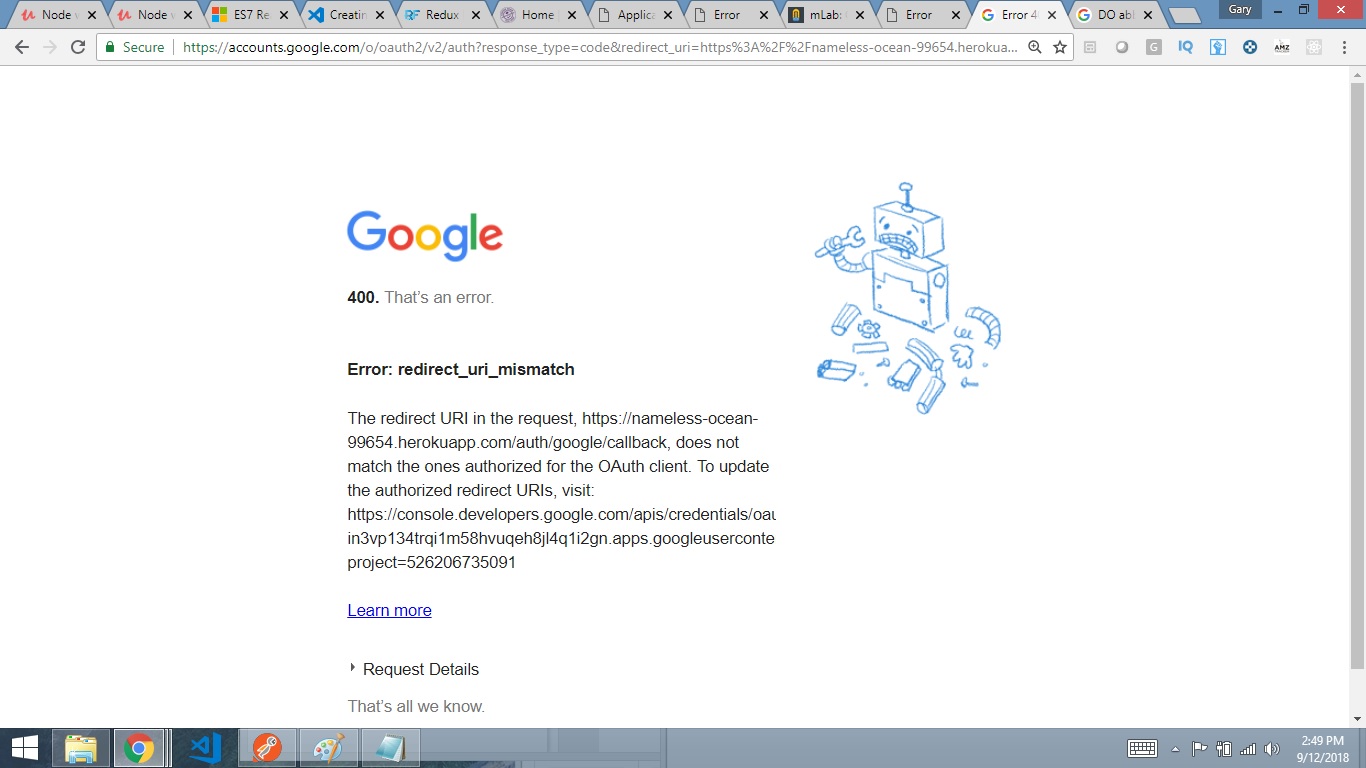 Node
Node
ES7 Re
Creatin
Redux
Home
Applica
Error
mLab:
Error
Error 4
DO abl
Gary
Secure
https://accounts.google.com/o/oauth2/v2/auth?response_type=code&redirect_uri=https%3A%2F%2Fnameless-ocean-99654.herokua...
IQ
AMZ
Google
400. That's an error.
Error: redirect_uri_mismatch
The redirect URI in the request, https://nameless-ocean-
99654.herokuapp.com/auth/google/callback, does not
match the ones authorized for the OAuth client. To update
the authorized redirect URIs, visit:
https://console.developers.google.com/apis/credentials/oau
in3vp134trqi1m58hvuqeh8jl4q1i2gn.apps.googleuserconte
project=526206735091
Learn more
Request Details
That's all we know.
2:49 PM
9/12/2018